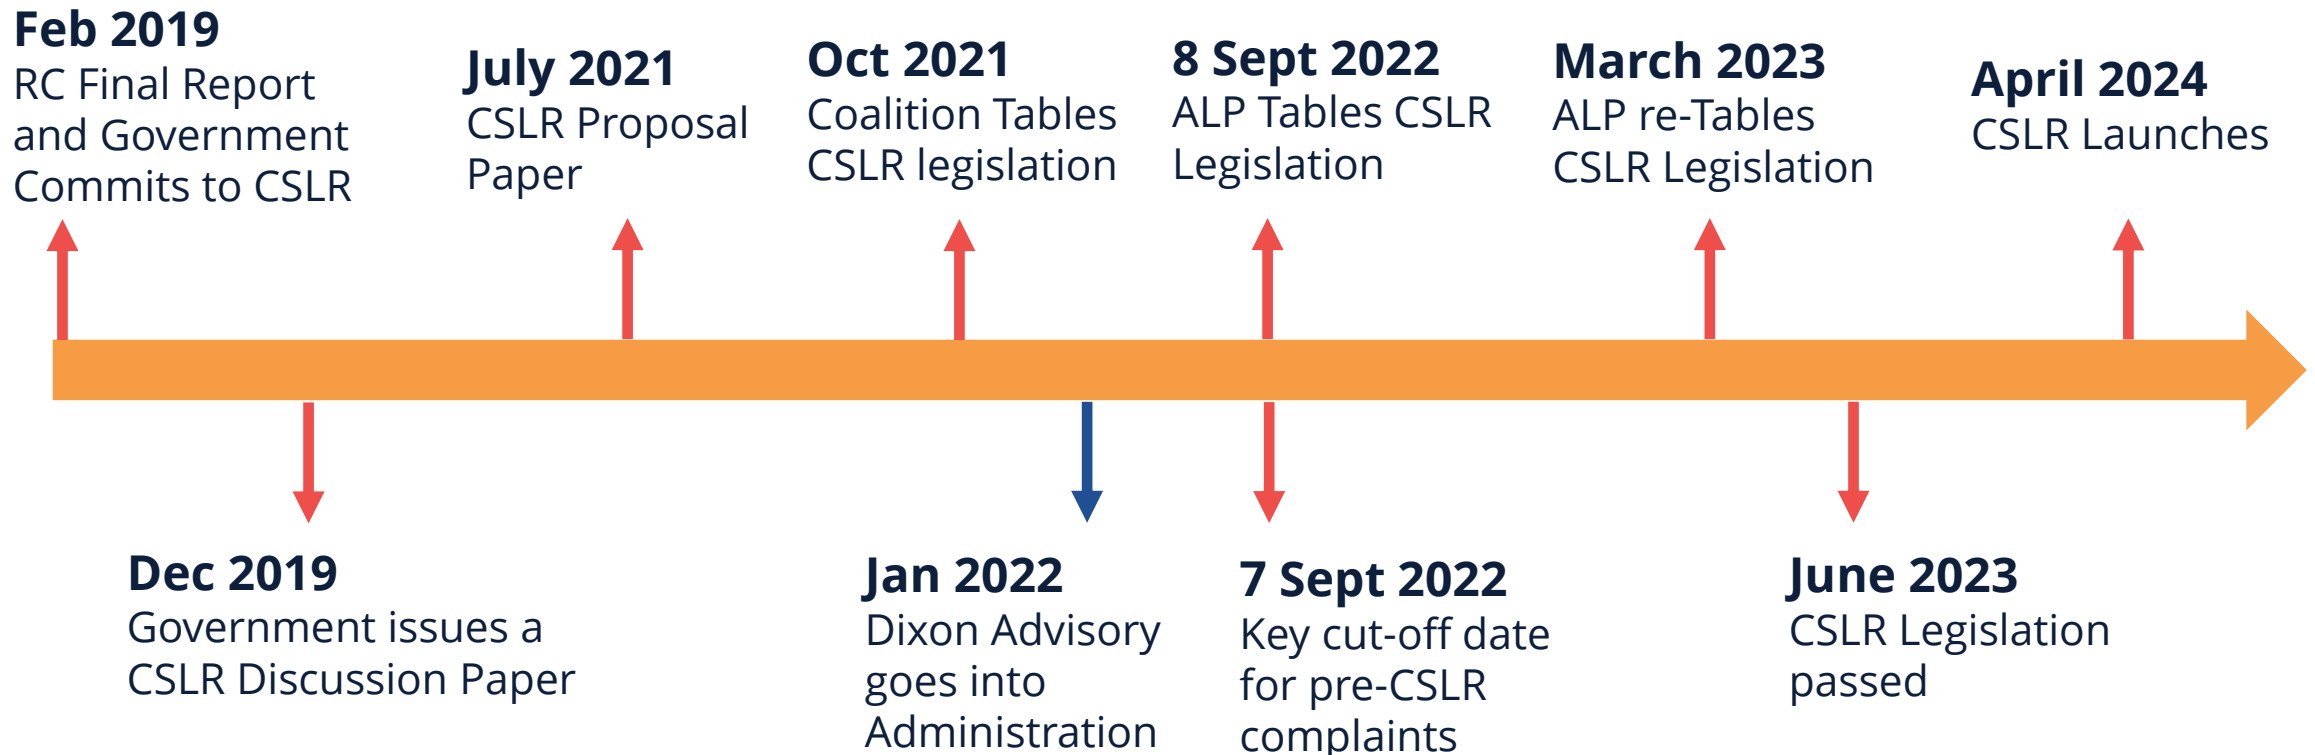 Feb 2019
RC Final Report
and Government
Commits to CSLR
July 2021
CSLR Proposal
Paper
Oct 2021
Coalition Tables
CSLR legislation
8 Sept 2022
ALP Tables CSLR
Legislation
March 2023
ALP re-Tables
CSLR Legislation
April 2024
CSLR Launches
Dec 2019
Government issues a
CSLR Discussion Paper
Jan 2022
Dixon Advisory
goes into
Administration
7 Sept 2022
Key cut-off date
for pre-CSLR
complaints
June 2023
CSLR Legislation
passed